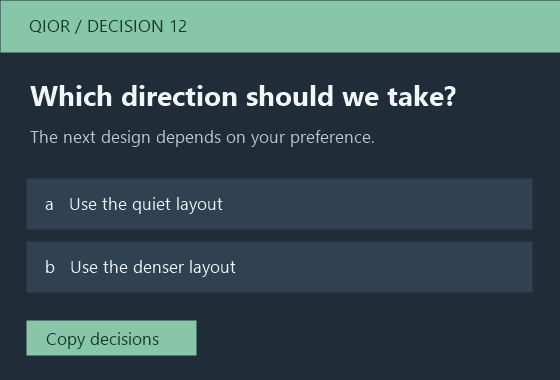 QIOR / DECISION 12
Which direction should we take?
The next design depends on your preference.
a Use the quiet layout
b Use the denser layout
Copy decisions